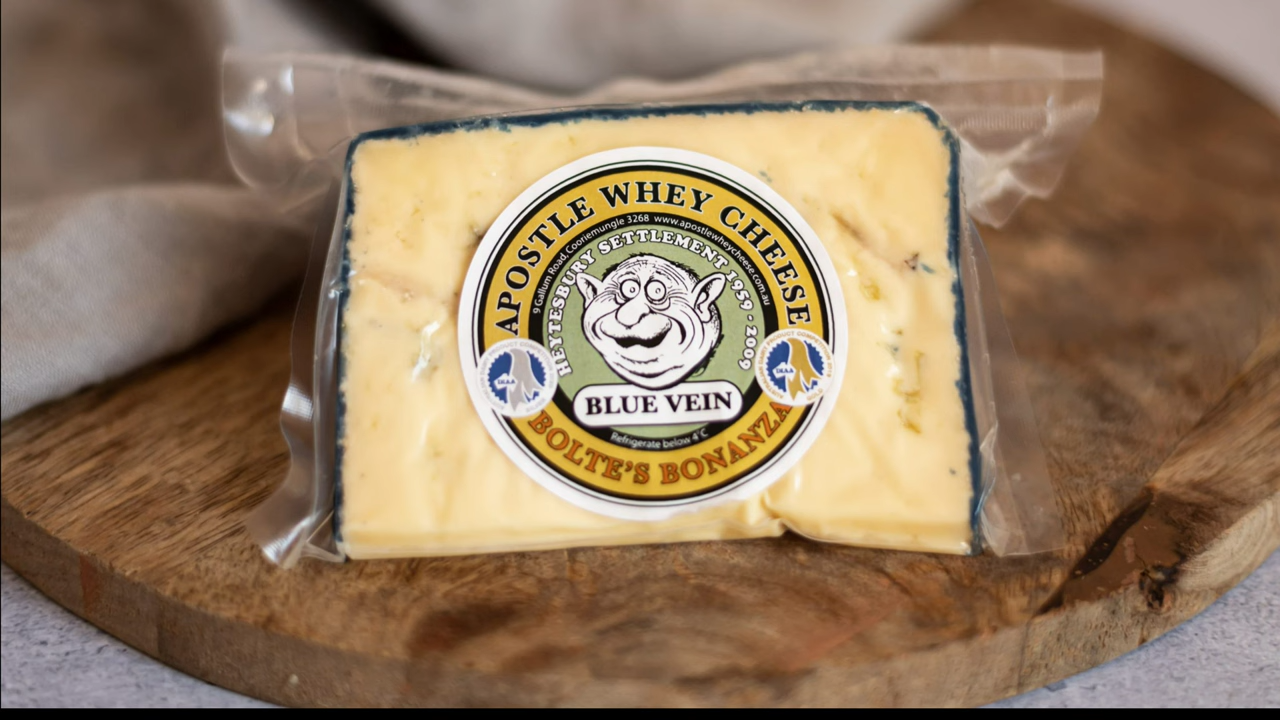 APOSTLE WHEY CHEESE
9 Gallum Road, Cooriemungle 3268 www.apostlewheycheese.com.au
HEYTESBURY SETTLEMENT 1959 - 2009
DIAA
DIAA
BLUE VEIN
Refrigerate below 4°C
BOLTE'S BONANZA